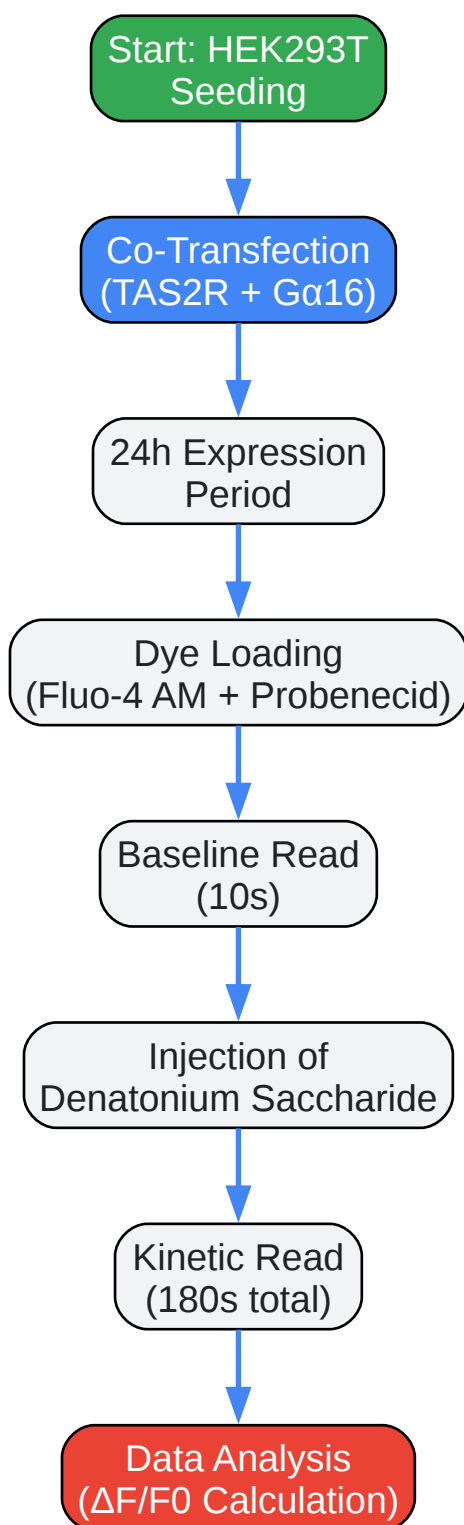 Start: HEK293T
Seeding
Co-Transfection
(TAS2R + Gα16)
24h Expression
Period
Dye Loading
(Fluo-4 AM + Probenecid)
Baseline Read
(10s)
Injection of
Denatonium Saccharide
Kinetic Read
(180s total)
Data Analysis
(ΔF/F0 Calculation)